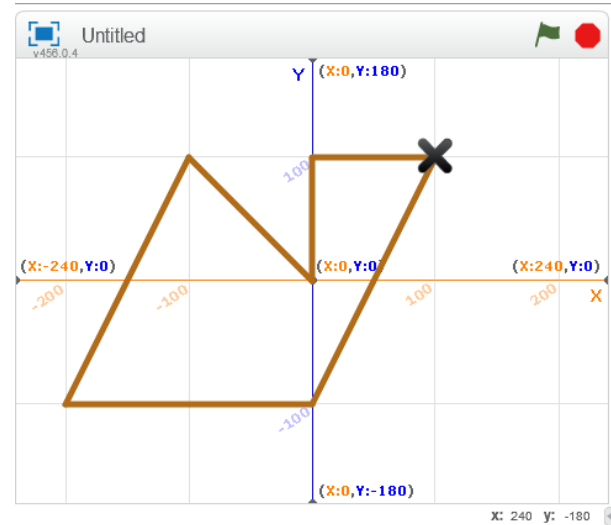 Untitled
v456.0.4
Y (X:0,Y:180)
100
(X:-240,Y:0) (X:0,Y:0) (X:240,Y:0)
-200 -100 100 200 X
-100
(X:0,Y:-180)
x: 240 y: -180